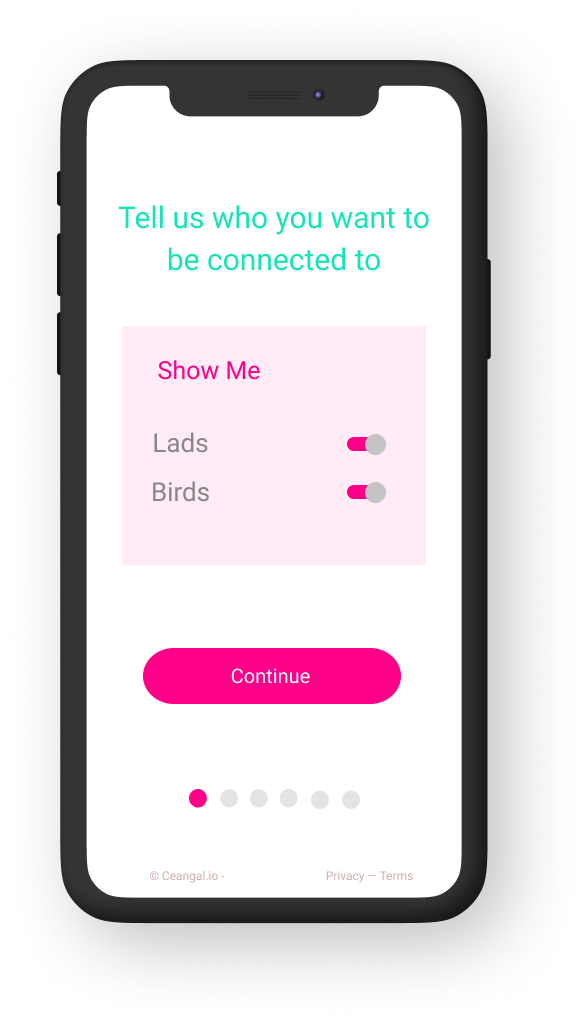 Tell us who you want to
be connected to
Show Me
Lads
Birds
Continue
© Ceangal.io -
Privacy — Terms